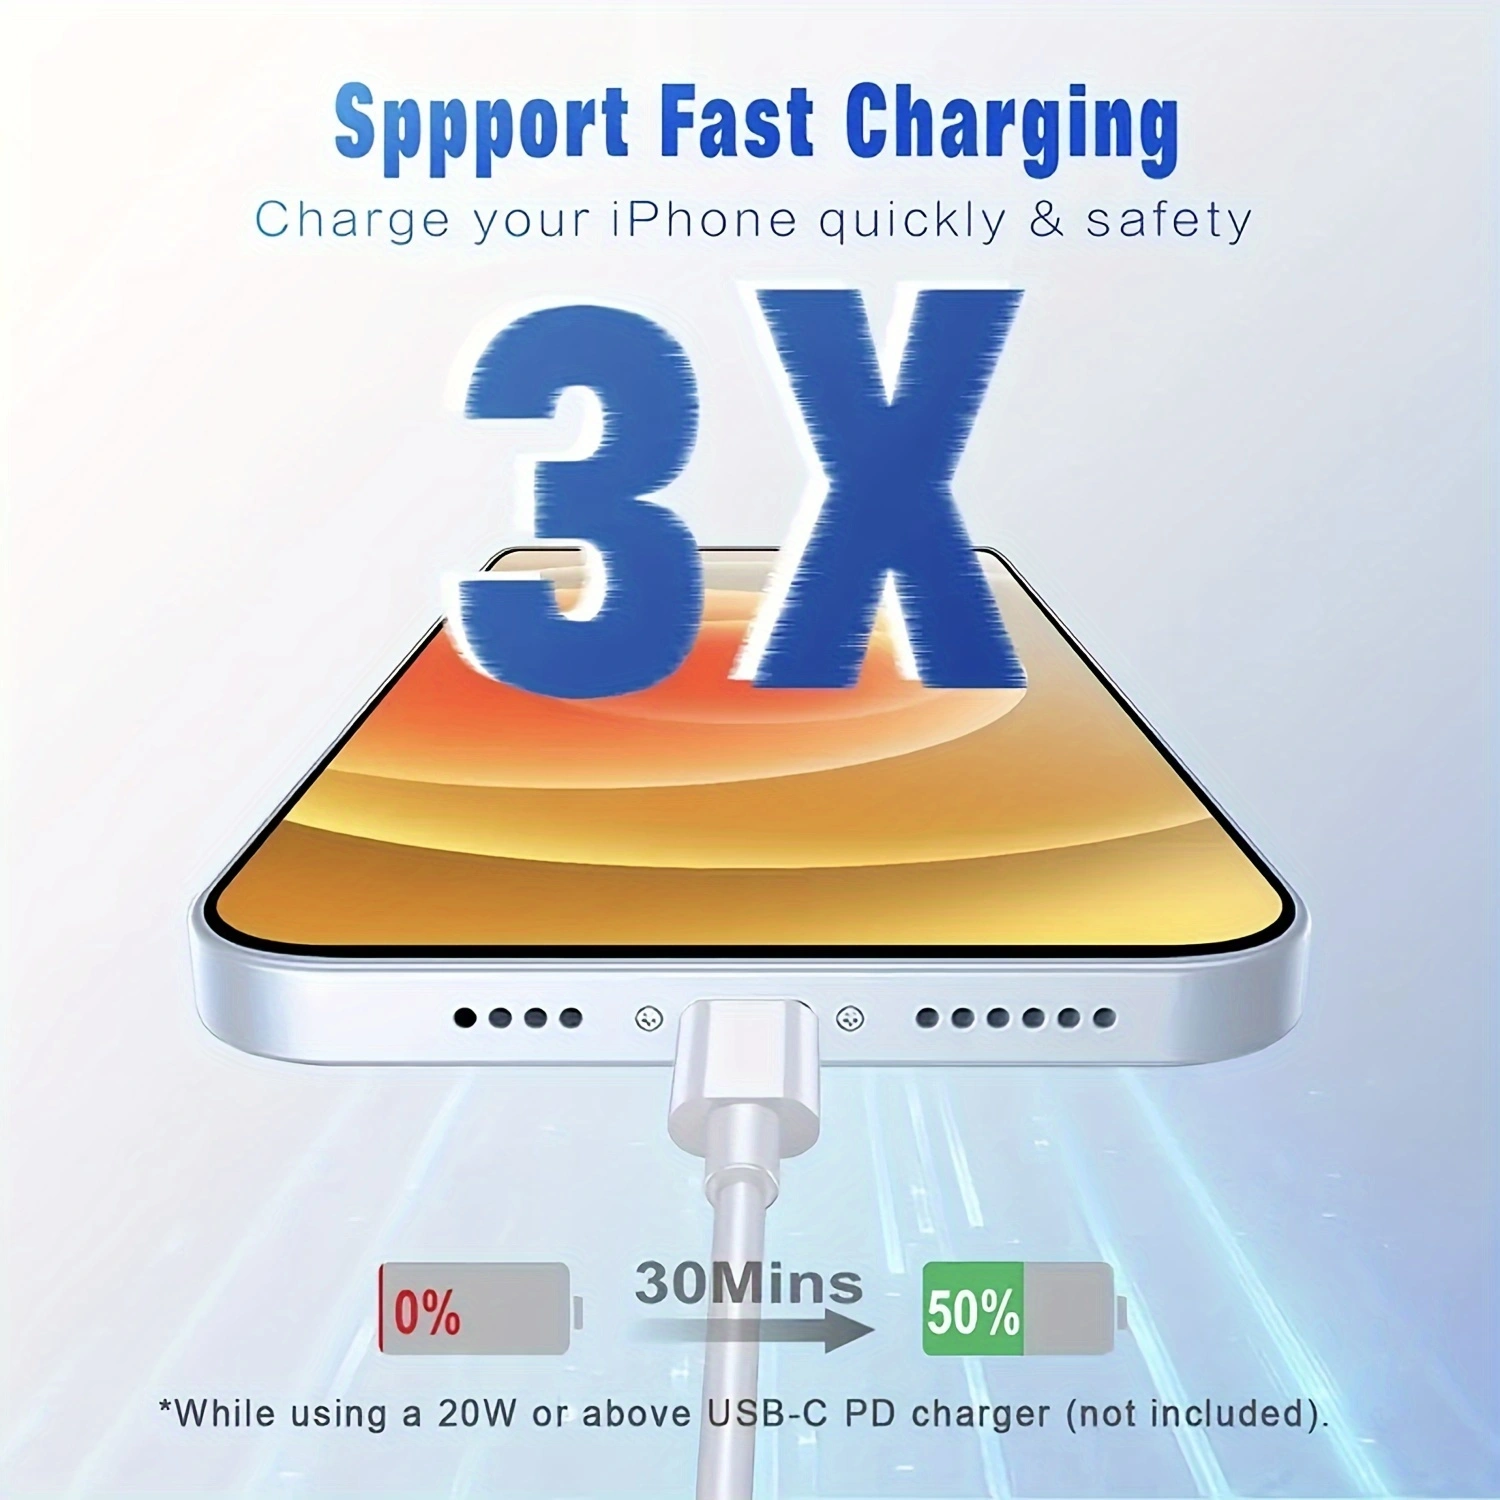 Sppport Fast Charging
Charge your iPhone quickly & safety
3X
0%
30Mins
50%
*While using a 20W or above USB-C PD charger (not included).